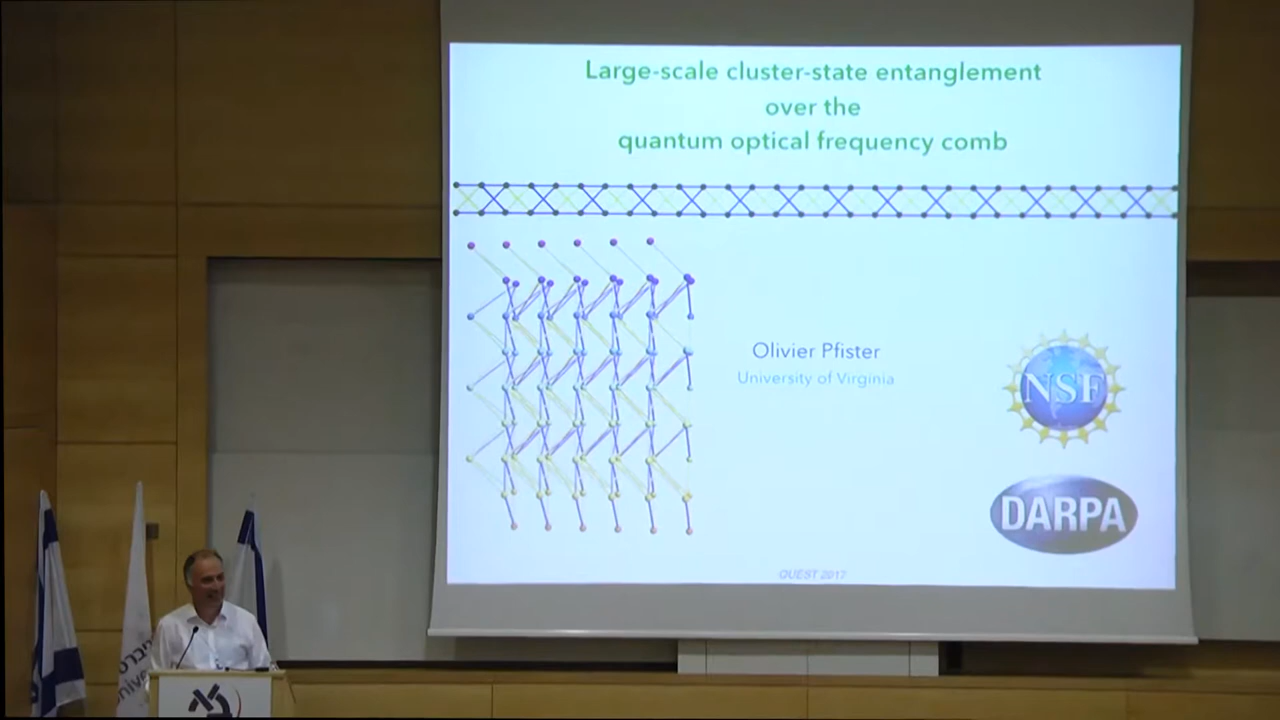 Large-scale cluster-state entanglement
over the
quantum optical frequency comb
Olivier Pfister
University of Virginia
NSF
DARPA
QUEST 2017